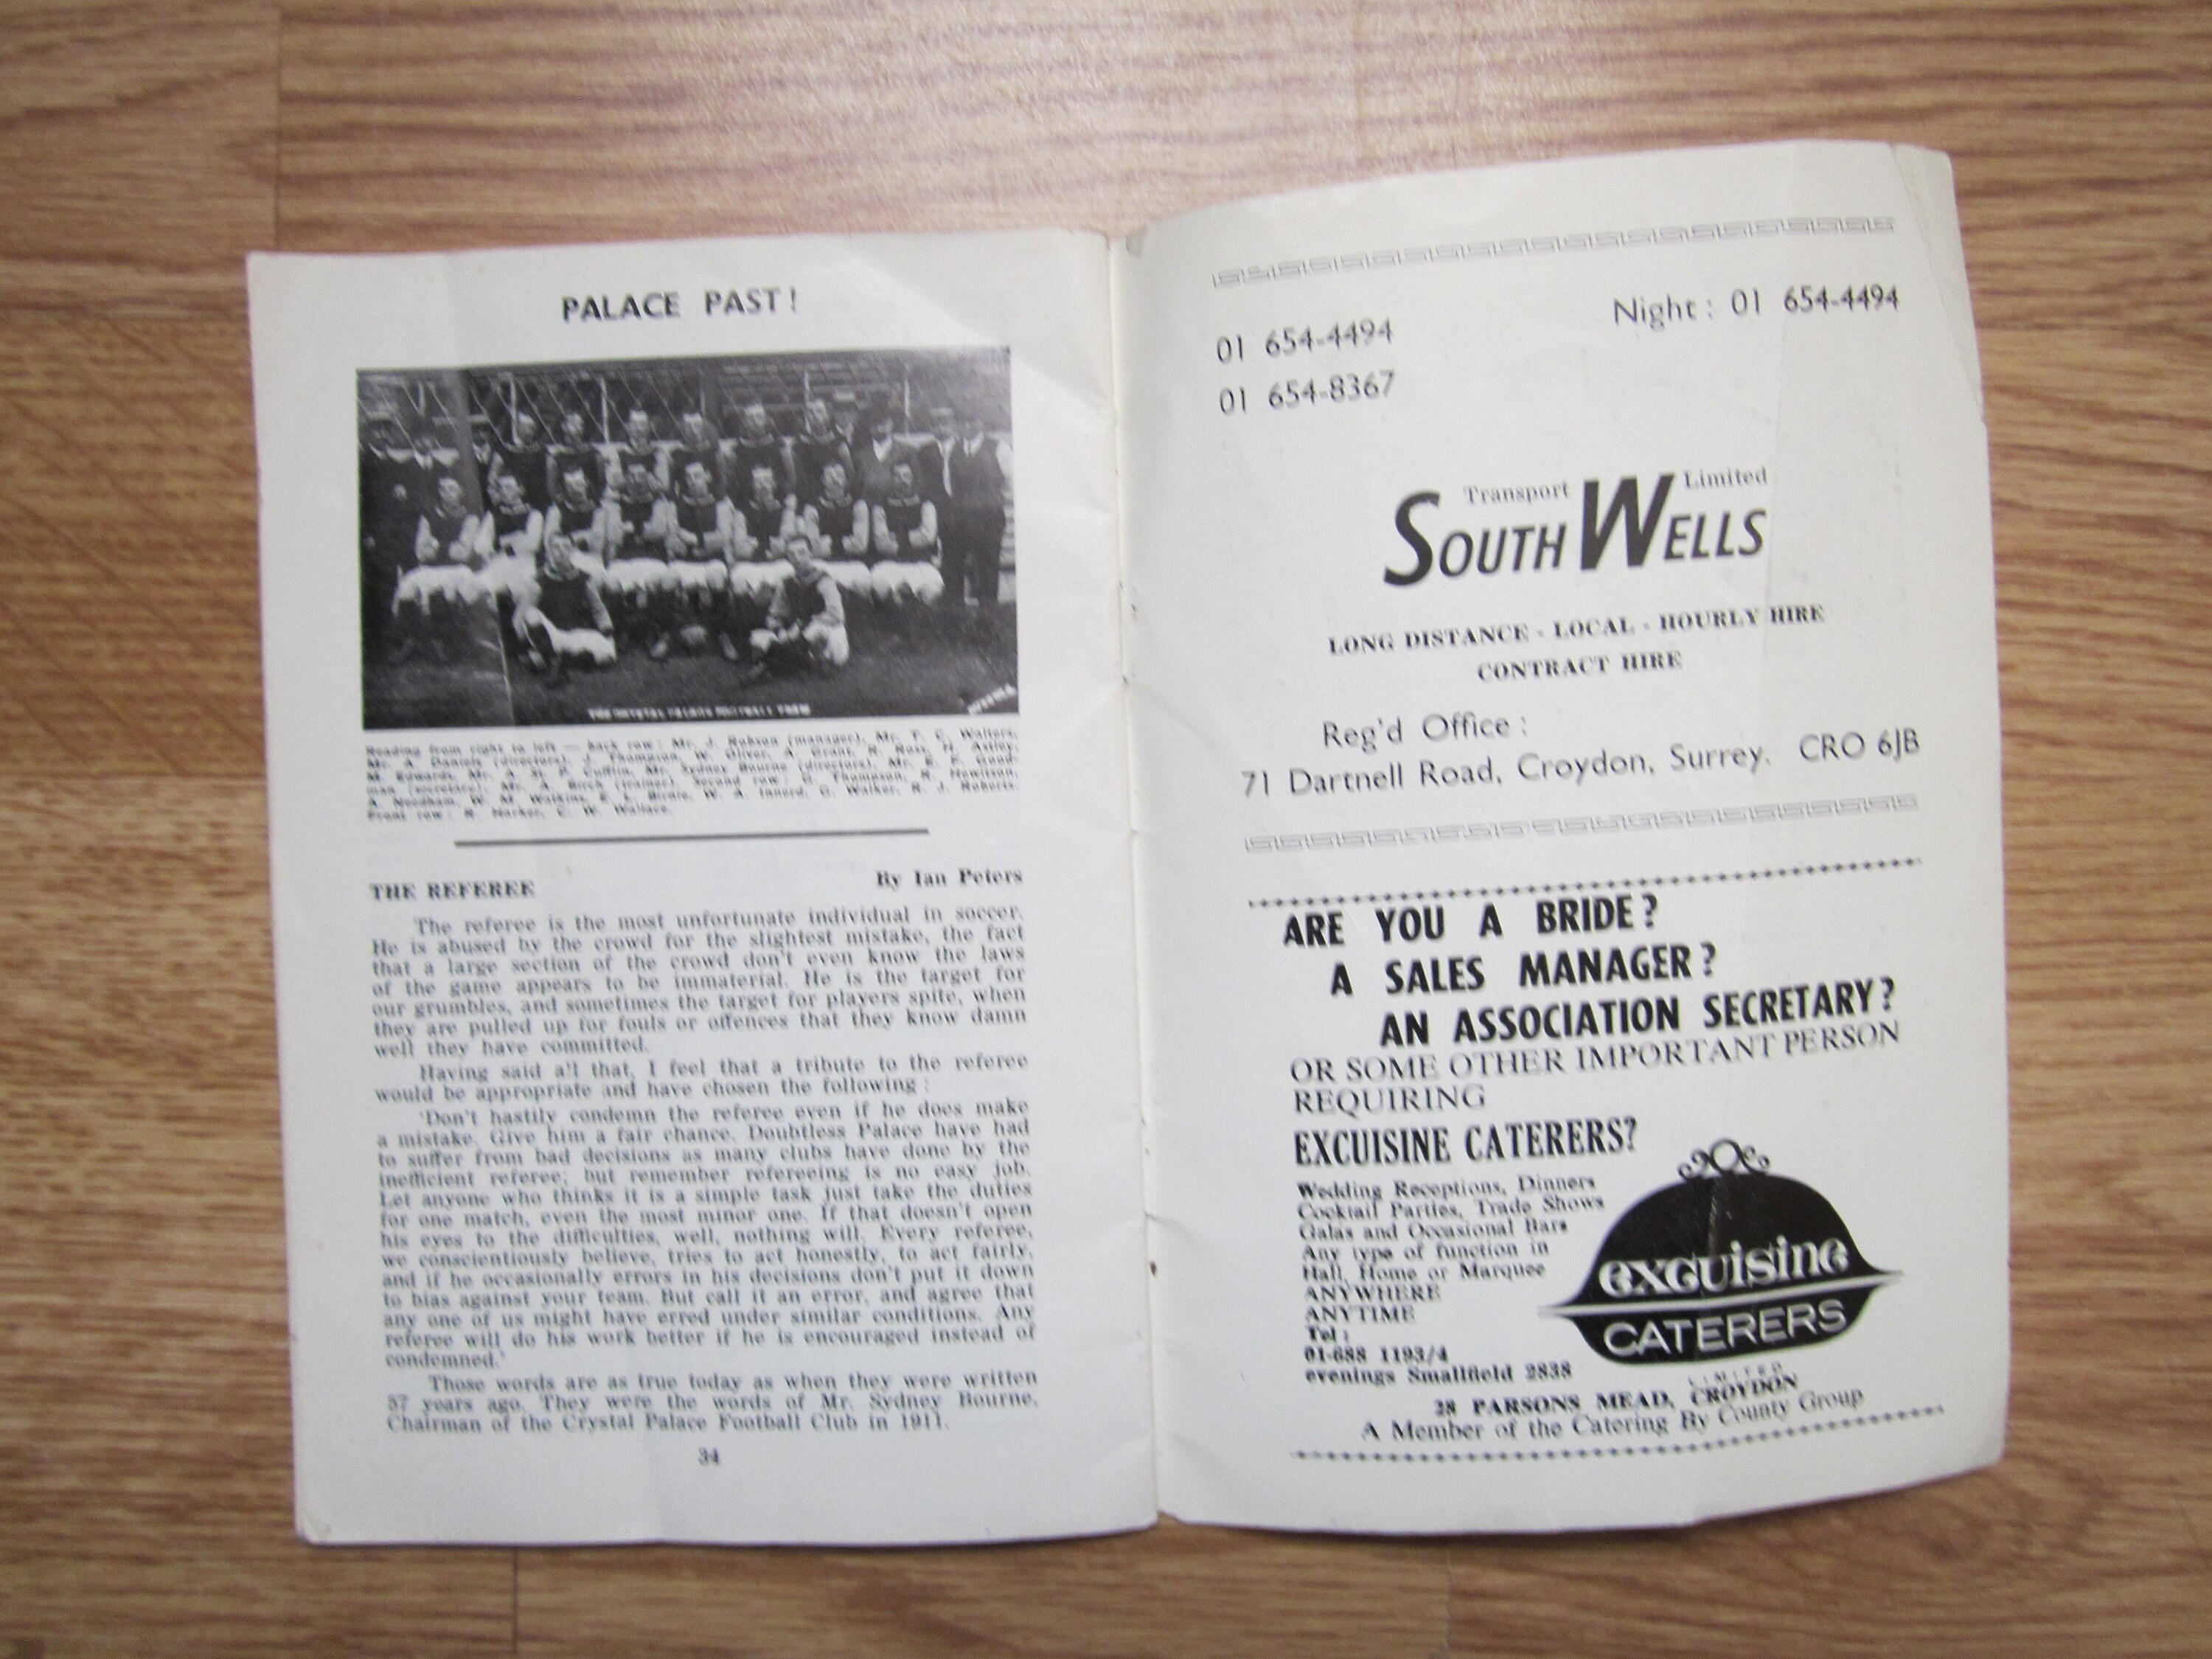 PALACE PAST!
THE CRYSTAL PALACE FOOTBALL TEAM
Reading from right to left — back row: Mr. J. Robson (manager), Mr. T. C. Walters,
Mr. A. Daniels (directors), J. Thompson, W. Oliver, A. Grant, R. Ross, H. Astley,
M. Edwards, Mr. A. St. P. Cufflin, Mr. Sydney Bourne (directors), Mr. E. F. Good-
man (secretary), Mr. A. Birch (trainer). Second row: G. Thompson, R. Hewitson,
A. Needham, W. M. Watkins, E. L. Birnie, W. A. Innerd, G. Walker, R. J. Roberts.
Front row: R. Harker, C. W. Wallace.
THE REFEREE
By Ian Peters
The referee is the most unfortunate individual in soccer.
He is abused by the crowd for the slightest mistake, the fact
that a large section of the crowd don't even know the laws
of the game appears to be immaterial. He is the target for
our grumbles, and sometimes the target for players spite, when
they are pulled up for fouls or offences that they know damn
well they have committed.
Having said all that, I feel that a tribute to the referee
would be appropriate and have chosen the following:
'Don't hastily condemn the referee even if he does make
a mistake. Give him a fair chance. Doubtless Palace have had
to suffer from bad decisions as many clubs have done by the
inefficient referee; but remember refereeing is no easy job.
Let anyone who thinks it is a simple task just take the duties
for one match, even the most minor one. If that doesn't open
his eyes to the difficulties, well, nothing will. Every referee,
we conscientiously believe, tries to act honestly, to act fairly,
and if he occasionally errors in his decisions don't put it down
to bias against your team. But call it an error, and agree that
any one of us might have erred under similar conditions. Any
referee will do his work better if he is encouraged instead of
condemned.'
Those words are as true today as when they were written
57 years ago. They were the words of Mr. Sydney Bourne,
Chairman of the Crystal Palace Football Club in 1911.
34
01 654-4494
Night: 01 654-4494
01 654-8367
Transport Limited
SOUTH WELLS
LONG DISTANCE - LOCAL - HOURLY HIRE
CONTRACT HIRE
Reg'd Office:
71 Dartnell Road, Croydon, Surrey. CRO 6JB
ARE YOU A BRIDE?
A SALES MANAGER?
AN ASSOCIATION SECRETARY?
OR SOME OTHER IMPORTANT PERSON
REQUIRING
EXCUISINE CATERERS?
Wedding Receptions, Dinners
Cocktail Parties, Trade Shows
Galas and Occasional Bars
Any type of function in
Hall, Home or Marquee
ANYWHERE
ANYTIME
Tel:
01-688 1193/4
evenings Smallfield 2838
excuisine
CATERERS
LIMITED
28 PARSONS MEAD, CROYDON
A Member of the Catering By County Group